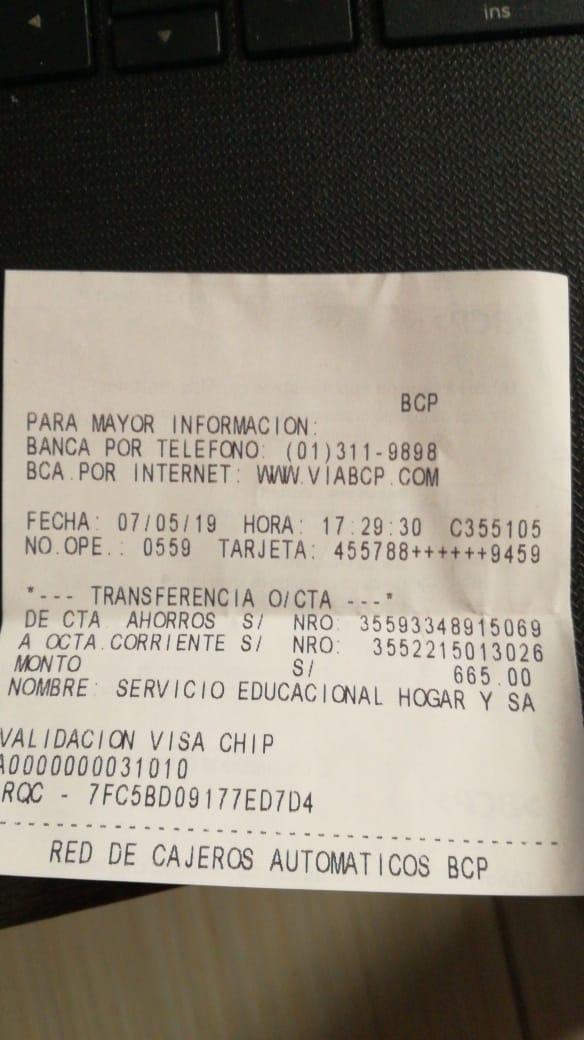 ins
BCP
PARA MAYOR INFORMACION:
BANCA POR TELEFONO: (01)311-9898
BCA.POR INTERNET: WWW.VIABCP.COM
FECHA: 07/05/19 HORA: 17:29:30 C355105
NO.OPE.: 0559 TARJETA: 455788++++++9459
*--- TRANSFERENCIA O/CTA ---*
DE CTA. AHORROS S/ NRO: 35593348915069
A OCTA.CORRIENTE S/ NRO: 3552215013026
MONTO S/ 665.00
NOMBRE: SERVICIO EDUCACIONAL HOGAR Y SA
VALIDACION VISA CHIP
A0000000031010
RQC - 7FC5BD09177ED7D4
RED DE CAJEROS AUTOMATICOS BCP